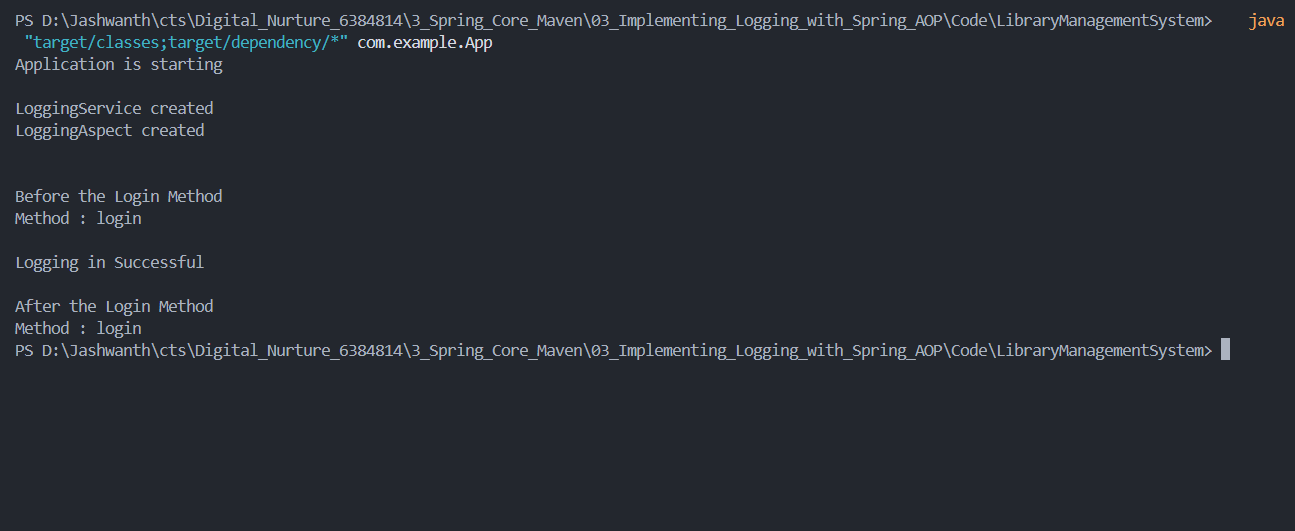 PS D:\Jashwanth\cts\Digital_Nurture_6384814\3_Spring_Core_Maven\03_Implementing_Logging_with_Spring_AOP\Code\LibraryManagementSystem>    java
 "target/classes;target/dependency/*" com.example.App
Application is starting
LoggingService created
LoggingAspect created
Before the Login Method
Method : login
Logging in Successful
After the Login Method
Method : login
PS D:\Jashwanth\cts\Digital_Nurture_6384814\3_Spring_Core_Maven\03_Implementing_Logging_with_Spring_AOP\Code\LibraryManagementSystem>